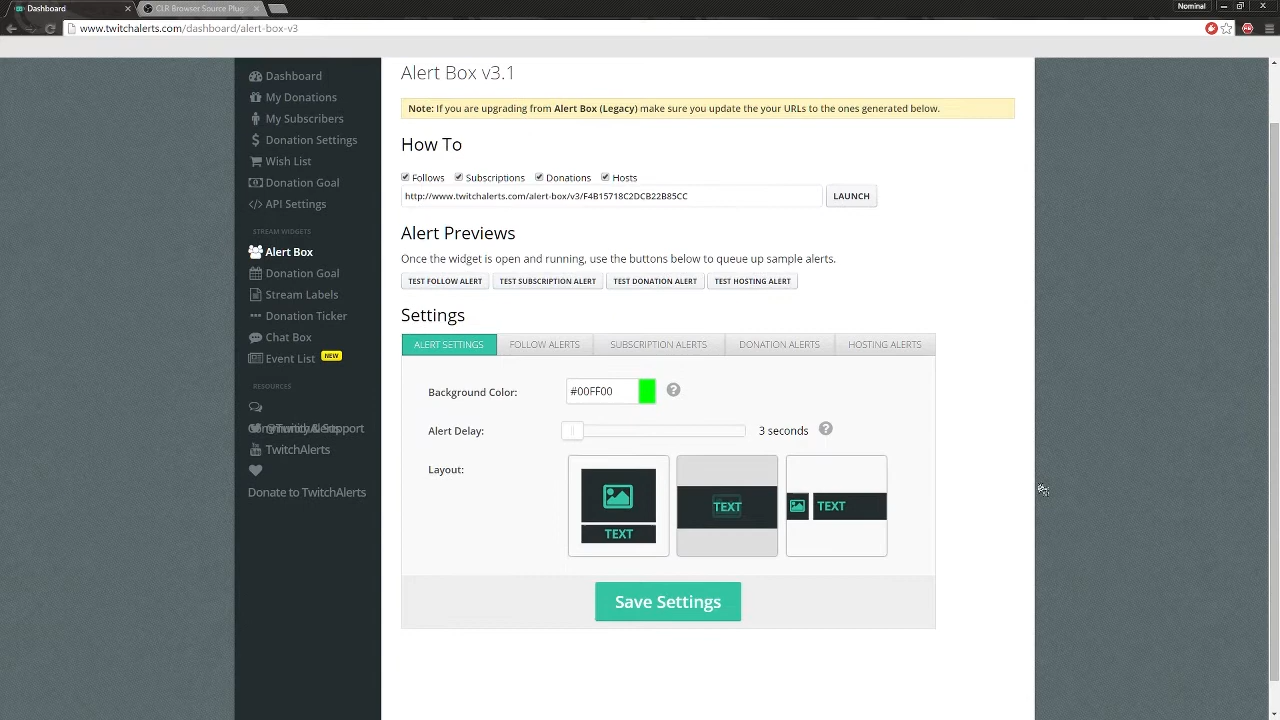 Dashboard
CLR Browser Source Plug
Nominal
www.twitchalerts.com/dashboard/alert-box-v3
Dashboard
My Donations
My Subscribers
Donation Settings
Wish List
Donation Goal
API Settings
STREAM WIDGETS
Alert Box
Donation Goal
Stream Labels
Donation Ticker
Chat Box
Event List NEW
RESOURCES
TwitchAlerts
Donate to TwitchAlerts
Alert Box v3.1
Note: If you are upgrading from Alert Box (Legacy) make sure you update the your URLs to the ones generated below.
How To
Follows Subscriptions Donations Hosts
http://www.twitchalerts.com/alert-box/v3/F4B15718C2DCB22B85CC LAUNCH
Alert Previews
Once the widget is open and running, use the buttons below to queue up sample alerts.
TEST FOLLOW ALERT TEST SUBSCRIPTION ALERT TEST DONATION ALERT TEST HOSTING ALERT
Settings
ALERT SETTINGS FOLLOW ALERTS SUBSCRIPTION ALERTS DONATION ALERTS HOSTING ALERTS
Background Color: #00FF00 ?
Alert Delay: 3 seconds ?
Layout:
TEXT
TEXT
TEXT
Save Settings